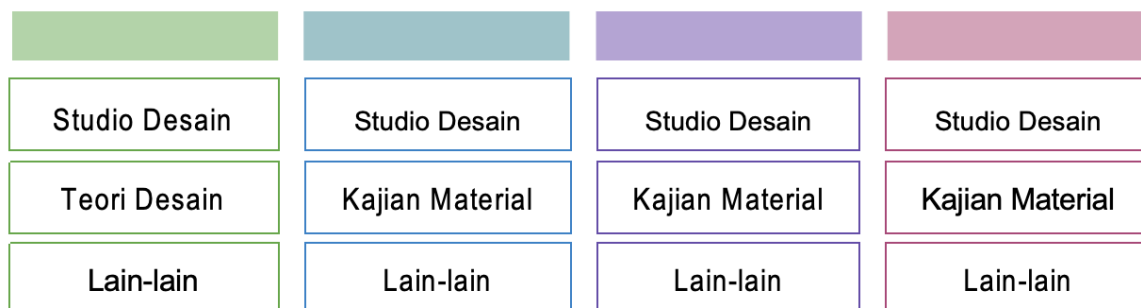 Studio Desain
Studio Desain
Studio Desain
Studio Desain
Teori Desain
Kajian Material
Kajian Material
Kajian Material
Lain-lain
Lain-lain
Lain-lain
Lain-lain